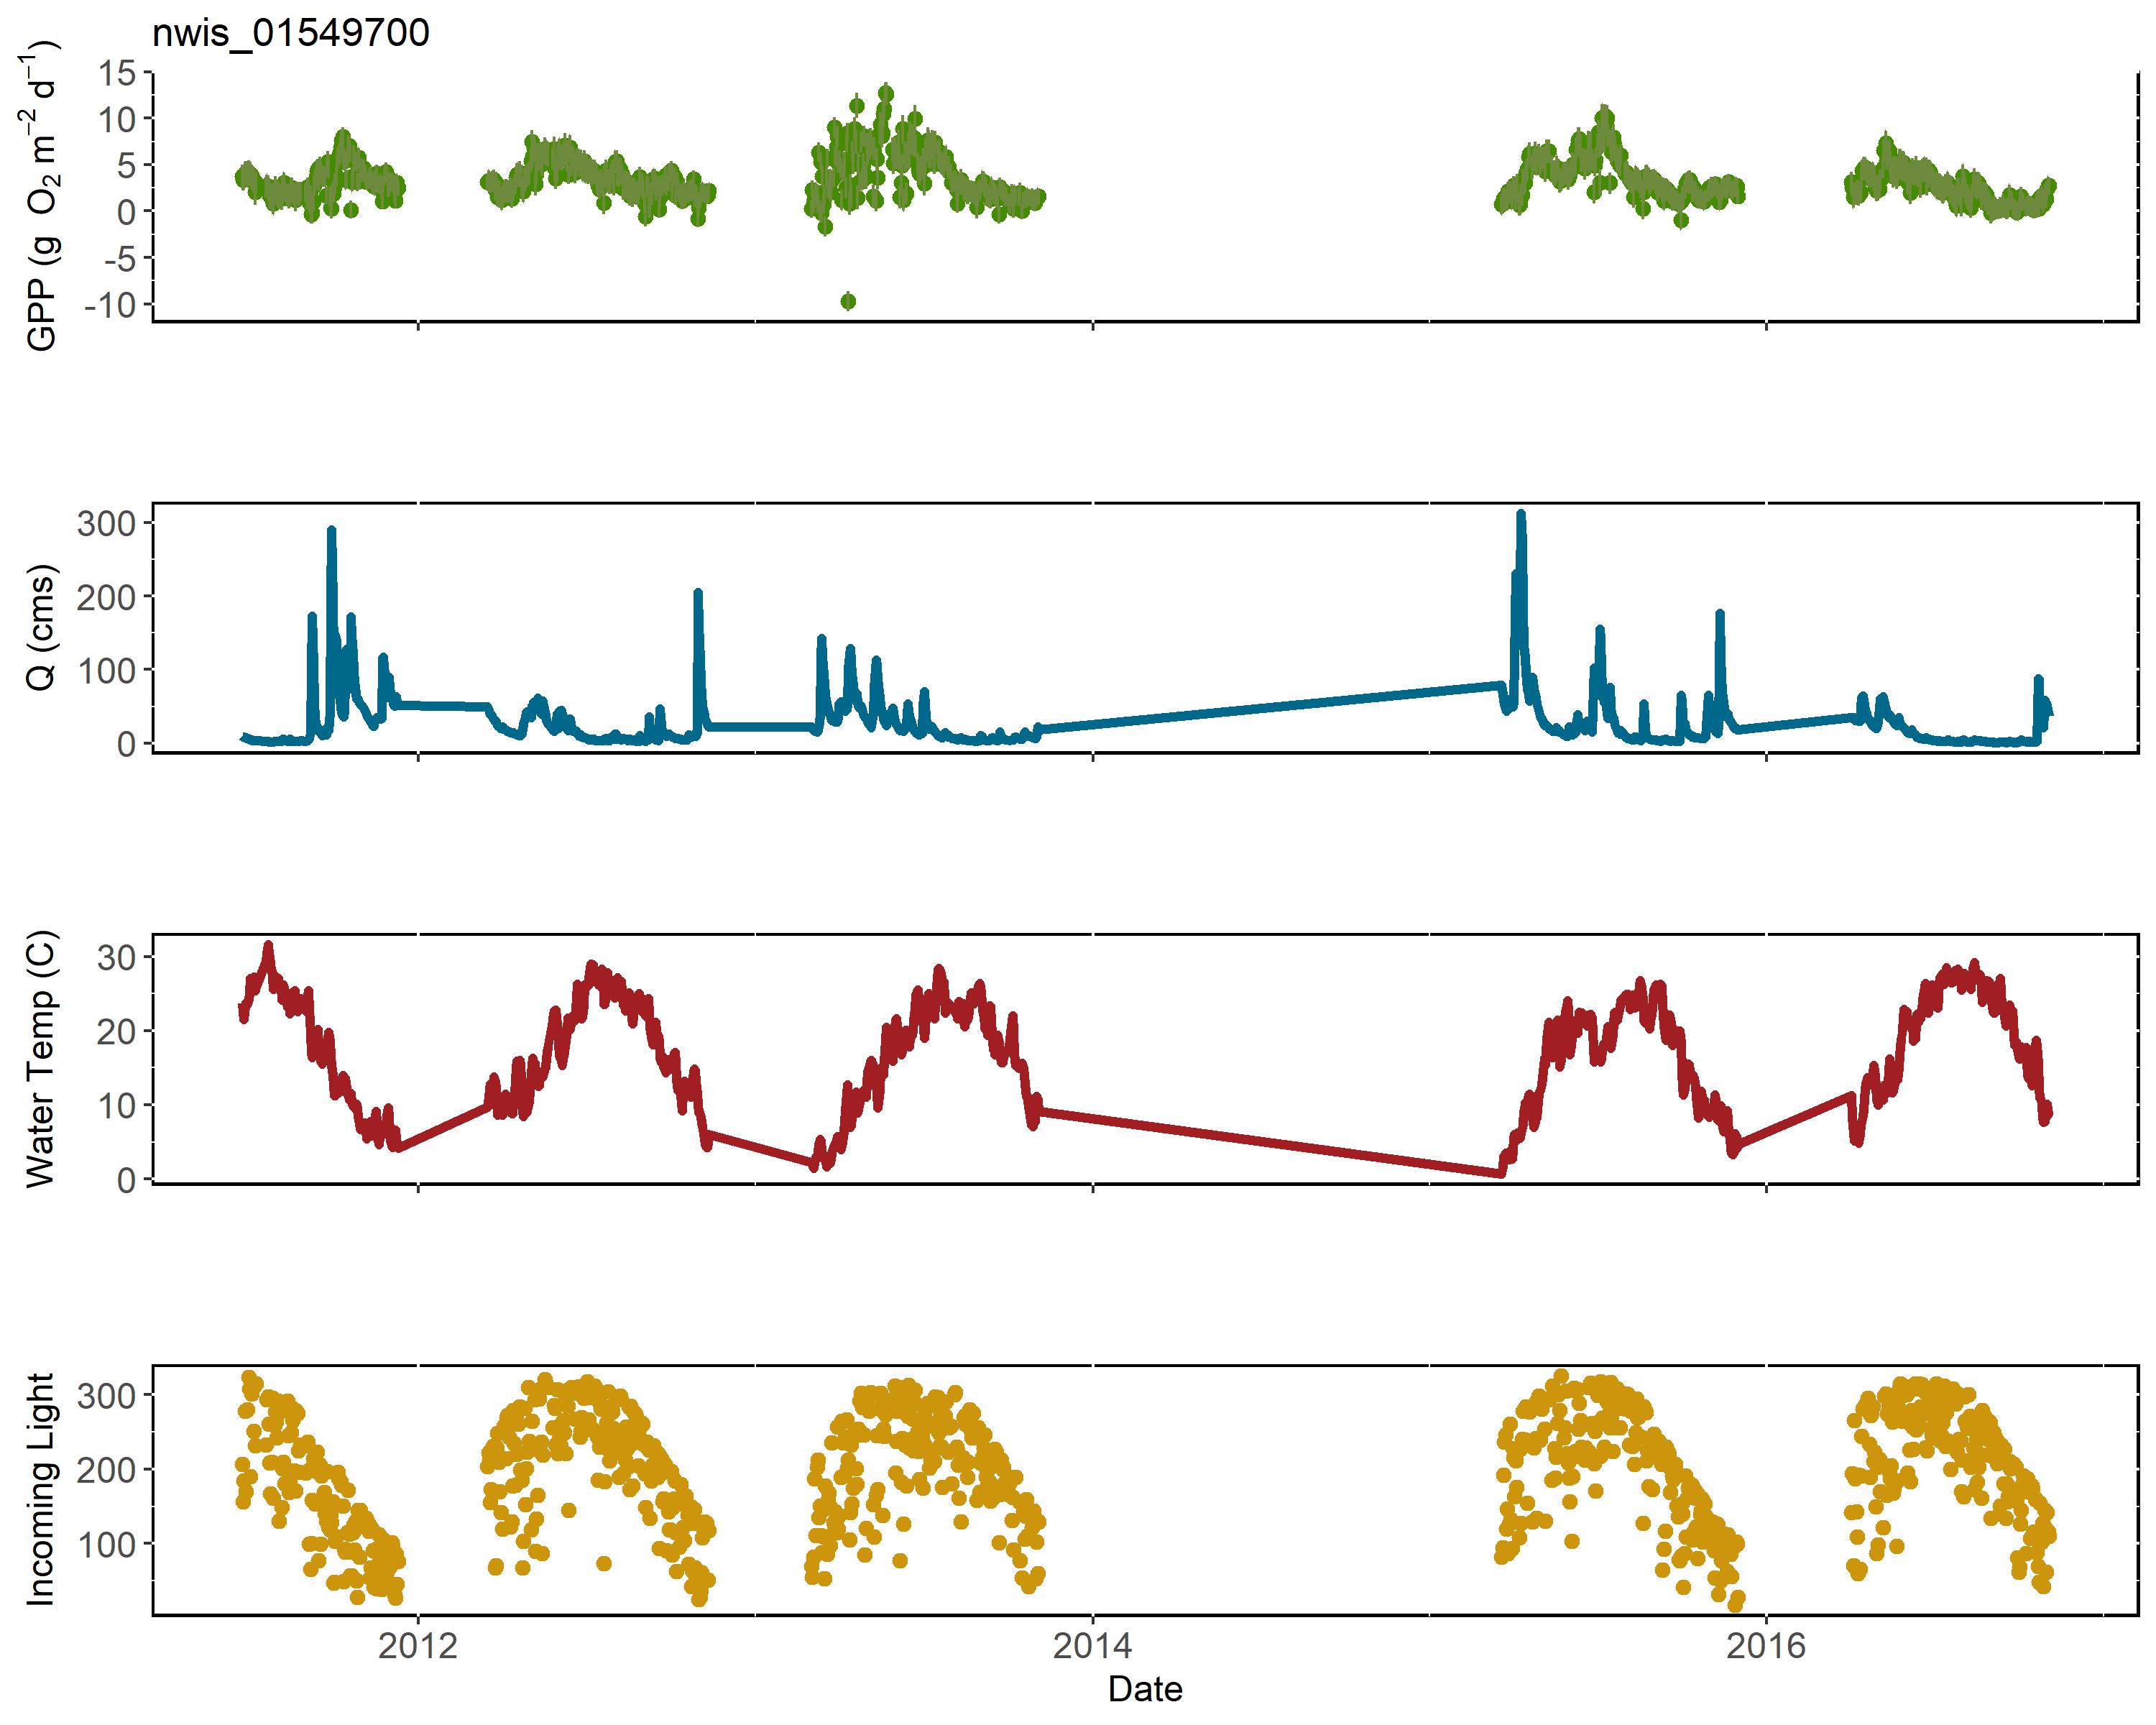 nwis_01549700
GPP (g O₂ m⁻² d⁻¹)
15
10
5
0
-5
-10
Q (cms)
300
200
100
0
Water Temp (C)
30
20
10
0
Incoming Light
300
200
100
2012 2014 2016
Date